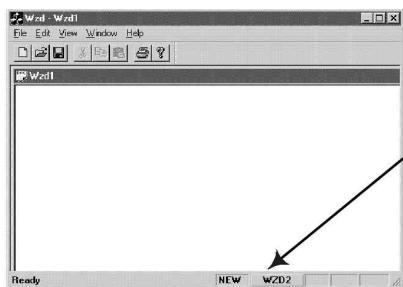 Wzd - Wzd1
File Edit View Window Help
Wzd1
Ready NEW WZD2